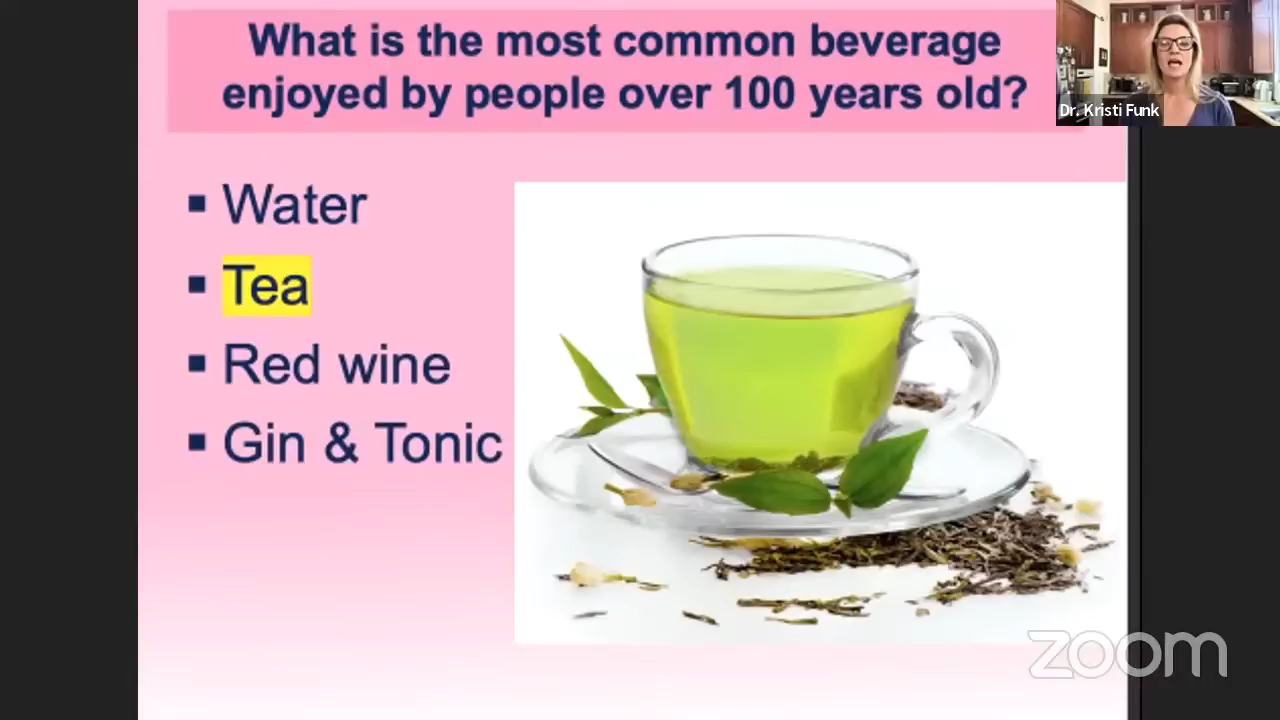 What is the most common beverage
enjoyed by people over 100 years old?
Dr. Kristi Funk
▪ Water
▪ Tea
▪ Red wine
▪ Gin & Tonic
zoom